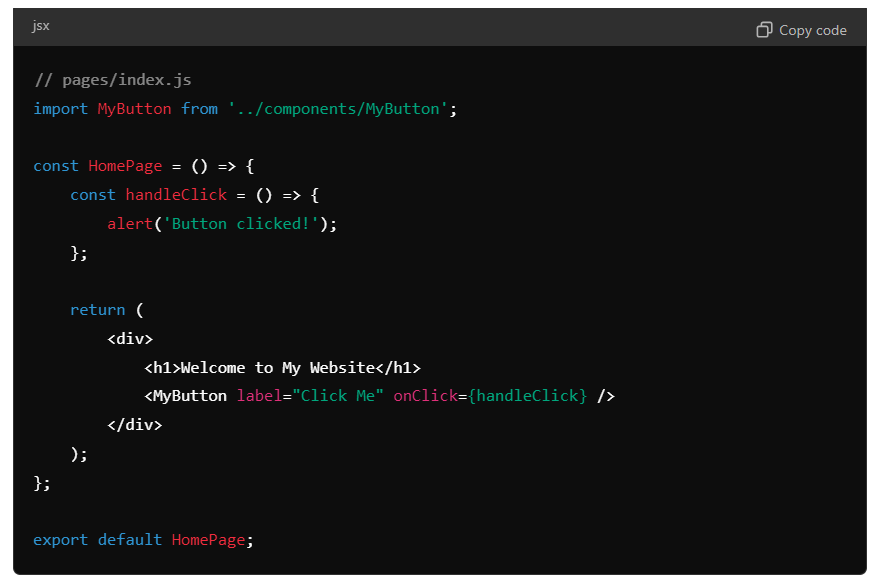 jsx
Copy code
// pages/index.js
import MyButton from '../components/MyButton';
const HomePage = () => {
    const handleClick = () => {
        alert('Button clicked!');
    };
    return (
        <div>
            <h1>Welcome to My Website</h1>
            <MyButton label="Click Me" onClick={handleClick} />
        </div>
    );
};
export default HomePage;